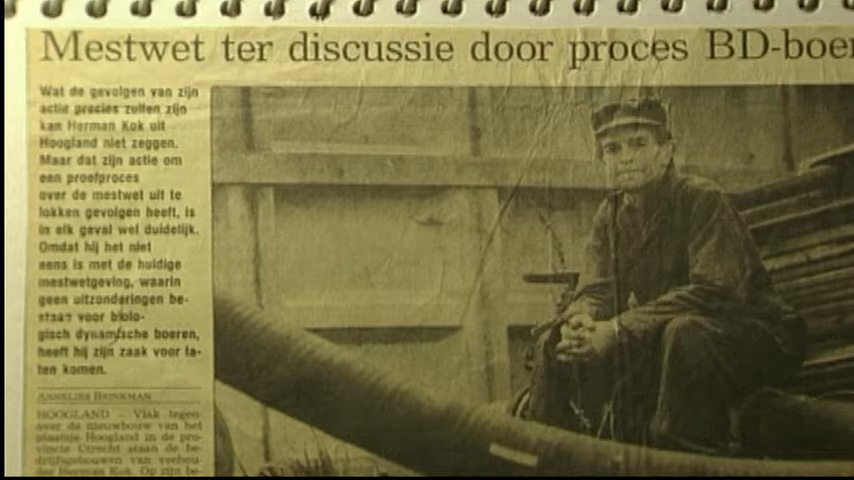 Mestwet ter discussie door proces BD-boer
Wat de gevolgen van zijn
actie precies zullen zijn
kan Herman Kok uit
Hoogland niet zeggen.
Maar dat zijn actie om
een proefproces
over de mestwet uit te
lokken gevolgen heeft, is
in elk geval wel duidelijk.
Omdat hij het niet
eens is met de huidige
mestwetgeving, waarin
geen uitzonderingen be-
staan voor biolo-
gisch dynamische boeren,
heeft hij zijn zaak voor la-
ten komen.
ANNELIES BRINKMAN
HOOGLAND – Vlak tegen-
over de nieuwbouw van het
plaatsje Hoogland in de pro-
vincie Utrecht staan de be-
drijfsgebouwen van veehou-
der Herman Kok. Op zijn be-